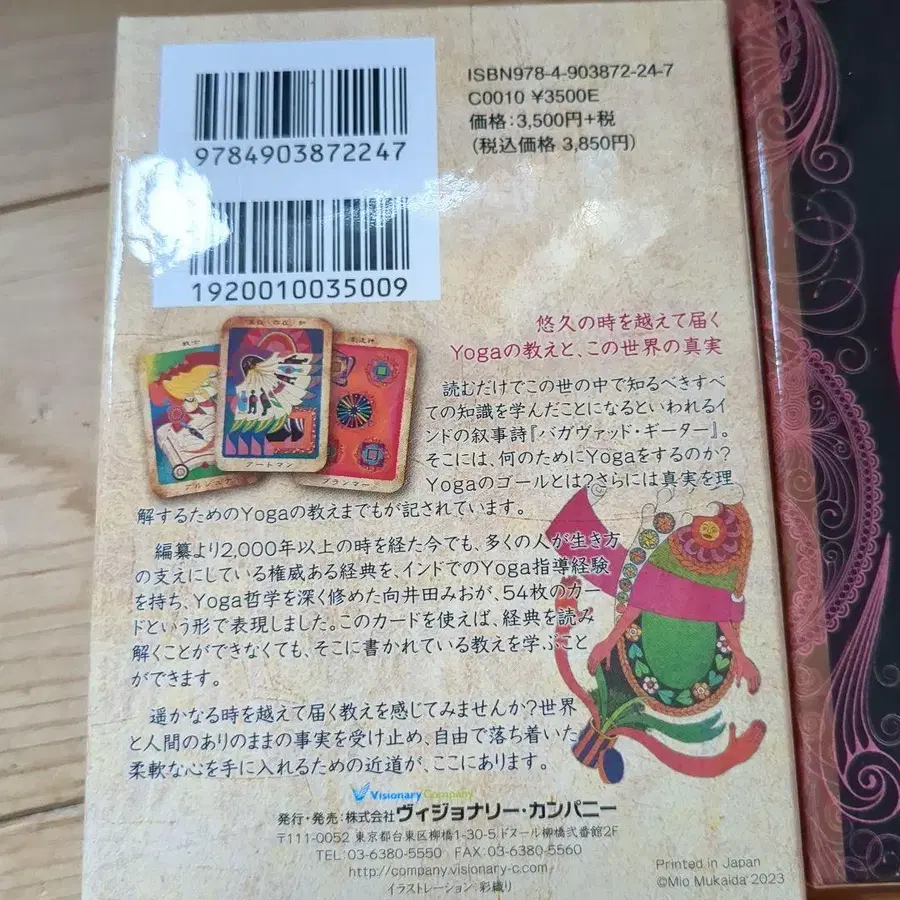 ISBN978-4-903872-24-7
C0010 ¥3500E
価格:3,500円+税
(税込価格 3,850円)
9784903872247
1920010035009
悠久の時を越えて届く
Yogaの教えと、この世界の真実
アートマン
ブランマー
読むだけでこの世の中で知るべきすべ
ての知識を学んだことになるといわれるイ
ンドの叙事詩『バガヴァッド・ギーター』。
そこには、何のためにYogaをするのか?
Yogaのゴールとは?さらには真実を理
解するためのYogaの教えまでもが記されています。
編纂より2,000年以上の時を経た今でも、多くの人が生き方
の支えにしている権威ある経典を、インドでのYoga指導経験
を持ち、Yoga哲学を深く修めた向井田みおが、54枚のカー
ドという形で表現しました。このカードを使えば、経典を読み
解くことができなくても、そこに書かれている教えを学ぶこと
ができます。
遥かなる時を越えて届く教えを感じてみませんか?世界
と人間のありのままの事実を受け止め、自由で落ち着いた
柔軟な心を手に入れるための近道が、ここにあります。
Visionary Company
発行・発売:株式会社ヴィジョナリー・カンパニー
〒111-0052 東京都台東区柳橋1-30-5ドヌール柳橋弐番館2F
TEL:03-6380-5550 FAX:03-6380-5560
http://company.visionary-c.com/
イラストレーション 彩織り
Printed in Japan
©Mio Mukaida 2023